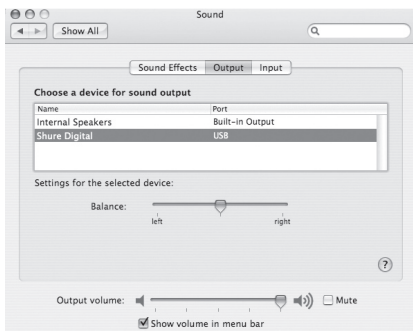 Sound
Show All
Sound Effects Output Input
Choose a device for sound output
Name Port
Internal Speakers Built-in Output
Shure Digital USB
Settings for the selected device:
Balance:
left right
?
Output volume: Mute
Show volume in menu bar